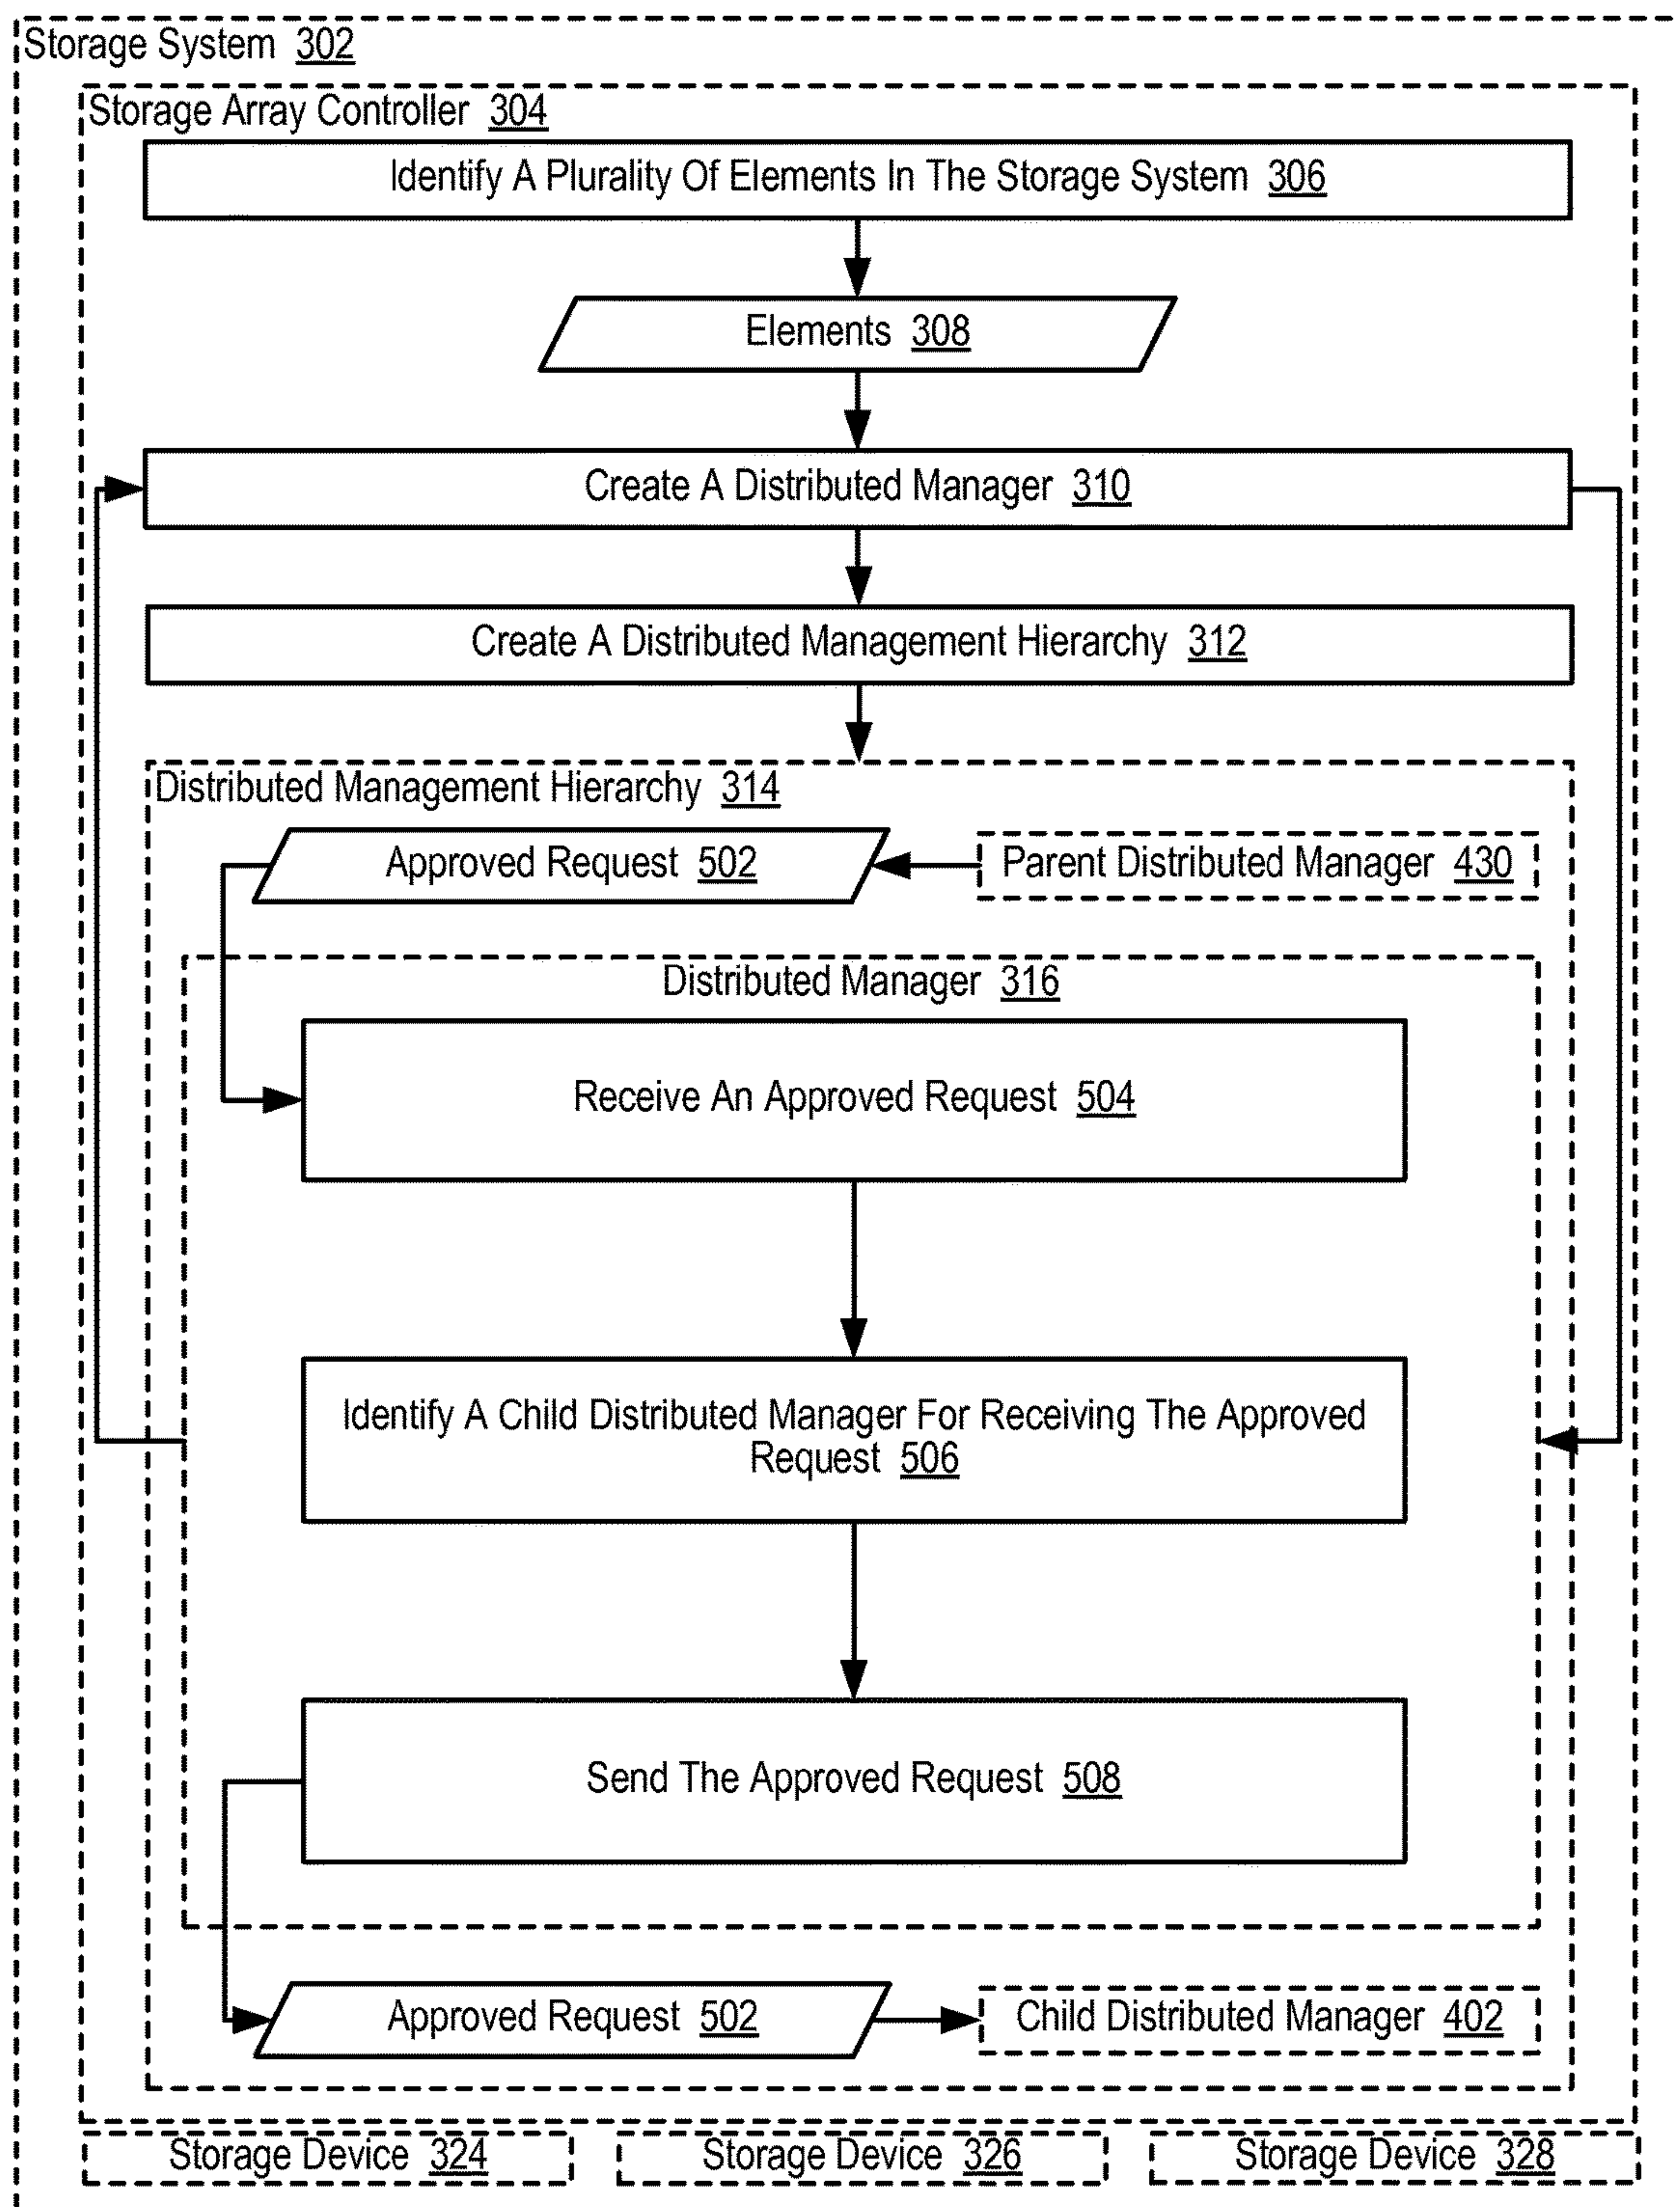 Storage System 302
Storage Array Controller 304
Identify A Plurality Of Elements In The Storage System 306
Elements 308
Create A Distributed Manager 310
Create A Distributed Management Hierarchy 312
Distributed Management Hierarchy 314
Approved Request 502
Parent Distributed Manager 430
Distributed Manager 316
Receive An Approved Request 504
Identify A Child Distributed Manager For Receiving The Approved
Request 506
Send The Approved Request 508
Approved Request 502
Child Distributed Manager 402
Storage Device 324
Storage Device 326
Storage Device 328